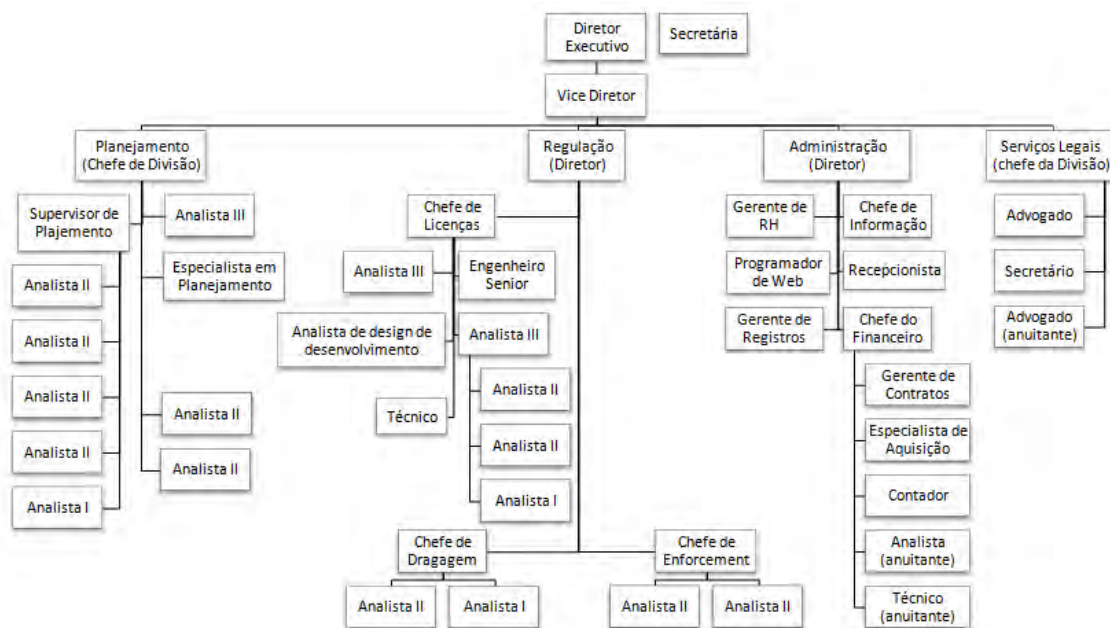 Diretor
Executivo
Secretária
Vice Diretor
Planejamento
(Chefe de Divisão)
Supervisor de
Plajemento
Analista III
Analista II
Especialista em
Planejamento
Analista II
Analista II
Analista II
Analista II
Analista II
Analista I
Regulação
(Diretor)
Chefe de
Licenças
Analista III
Engenheiro
Senior
Analista de design de
desenvolvimento
Analista III
Técnico
Analista II
Analista II
Analista I
Chefe de
Dragagem
Analista II
Analista I
Chefe de
Enforcement
Analista II
Analista II
Administração
(Diretor)
Gerente de
RH
Chefe de
Informação
Programador
de Web
Recepcionista
Gerente de
Registros
Chefe do
Financeiro
Gerente de
Contratos
Especialista de
Aquisição
Contador
Analista
(anuitante)
Técnico
(anuitante)
Serviços Legais
(chefe da Divisão)
Advogado
Secretário
Advogado
(anuitante)